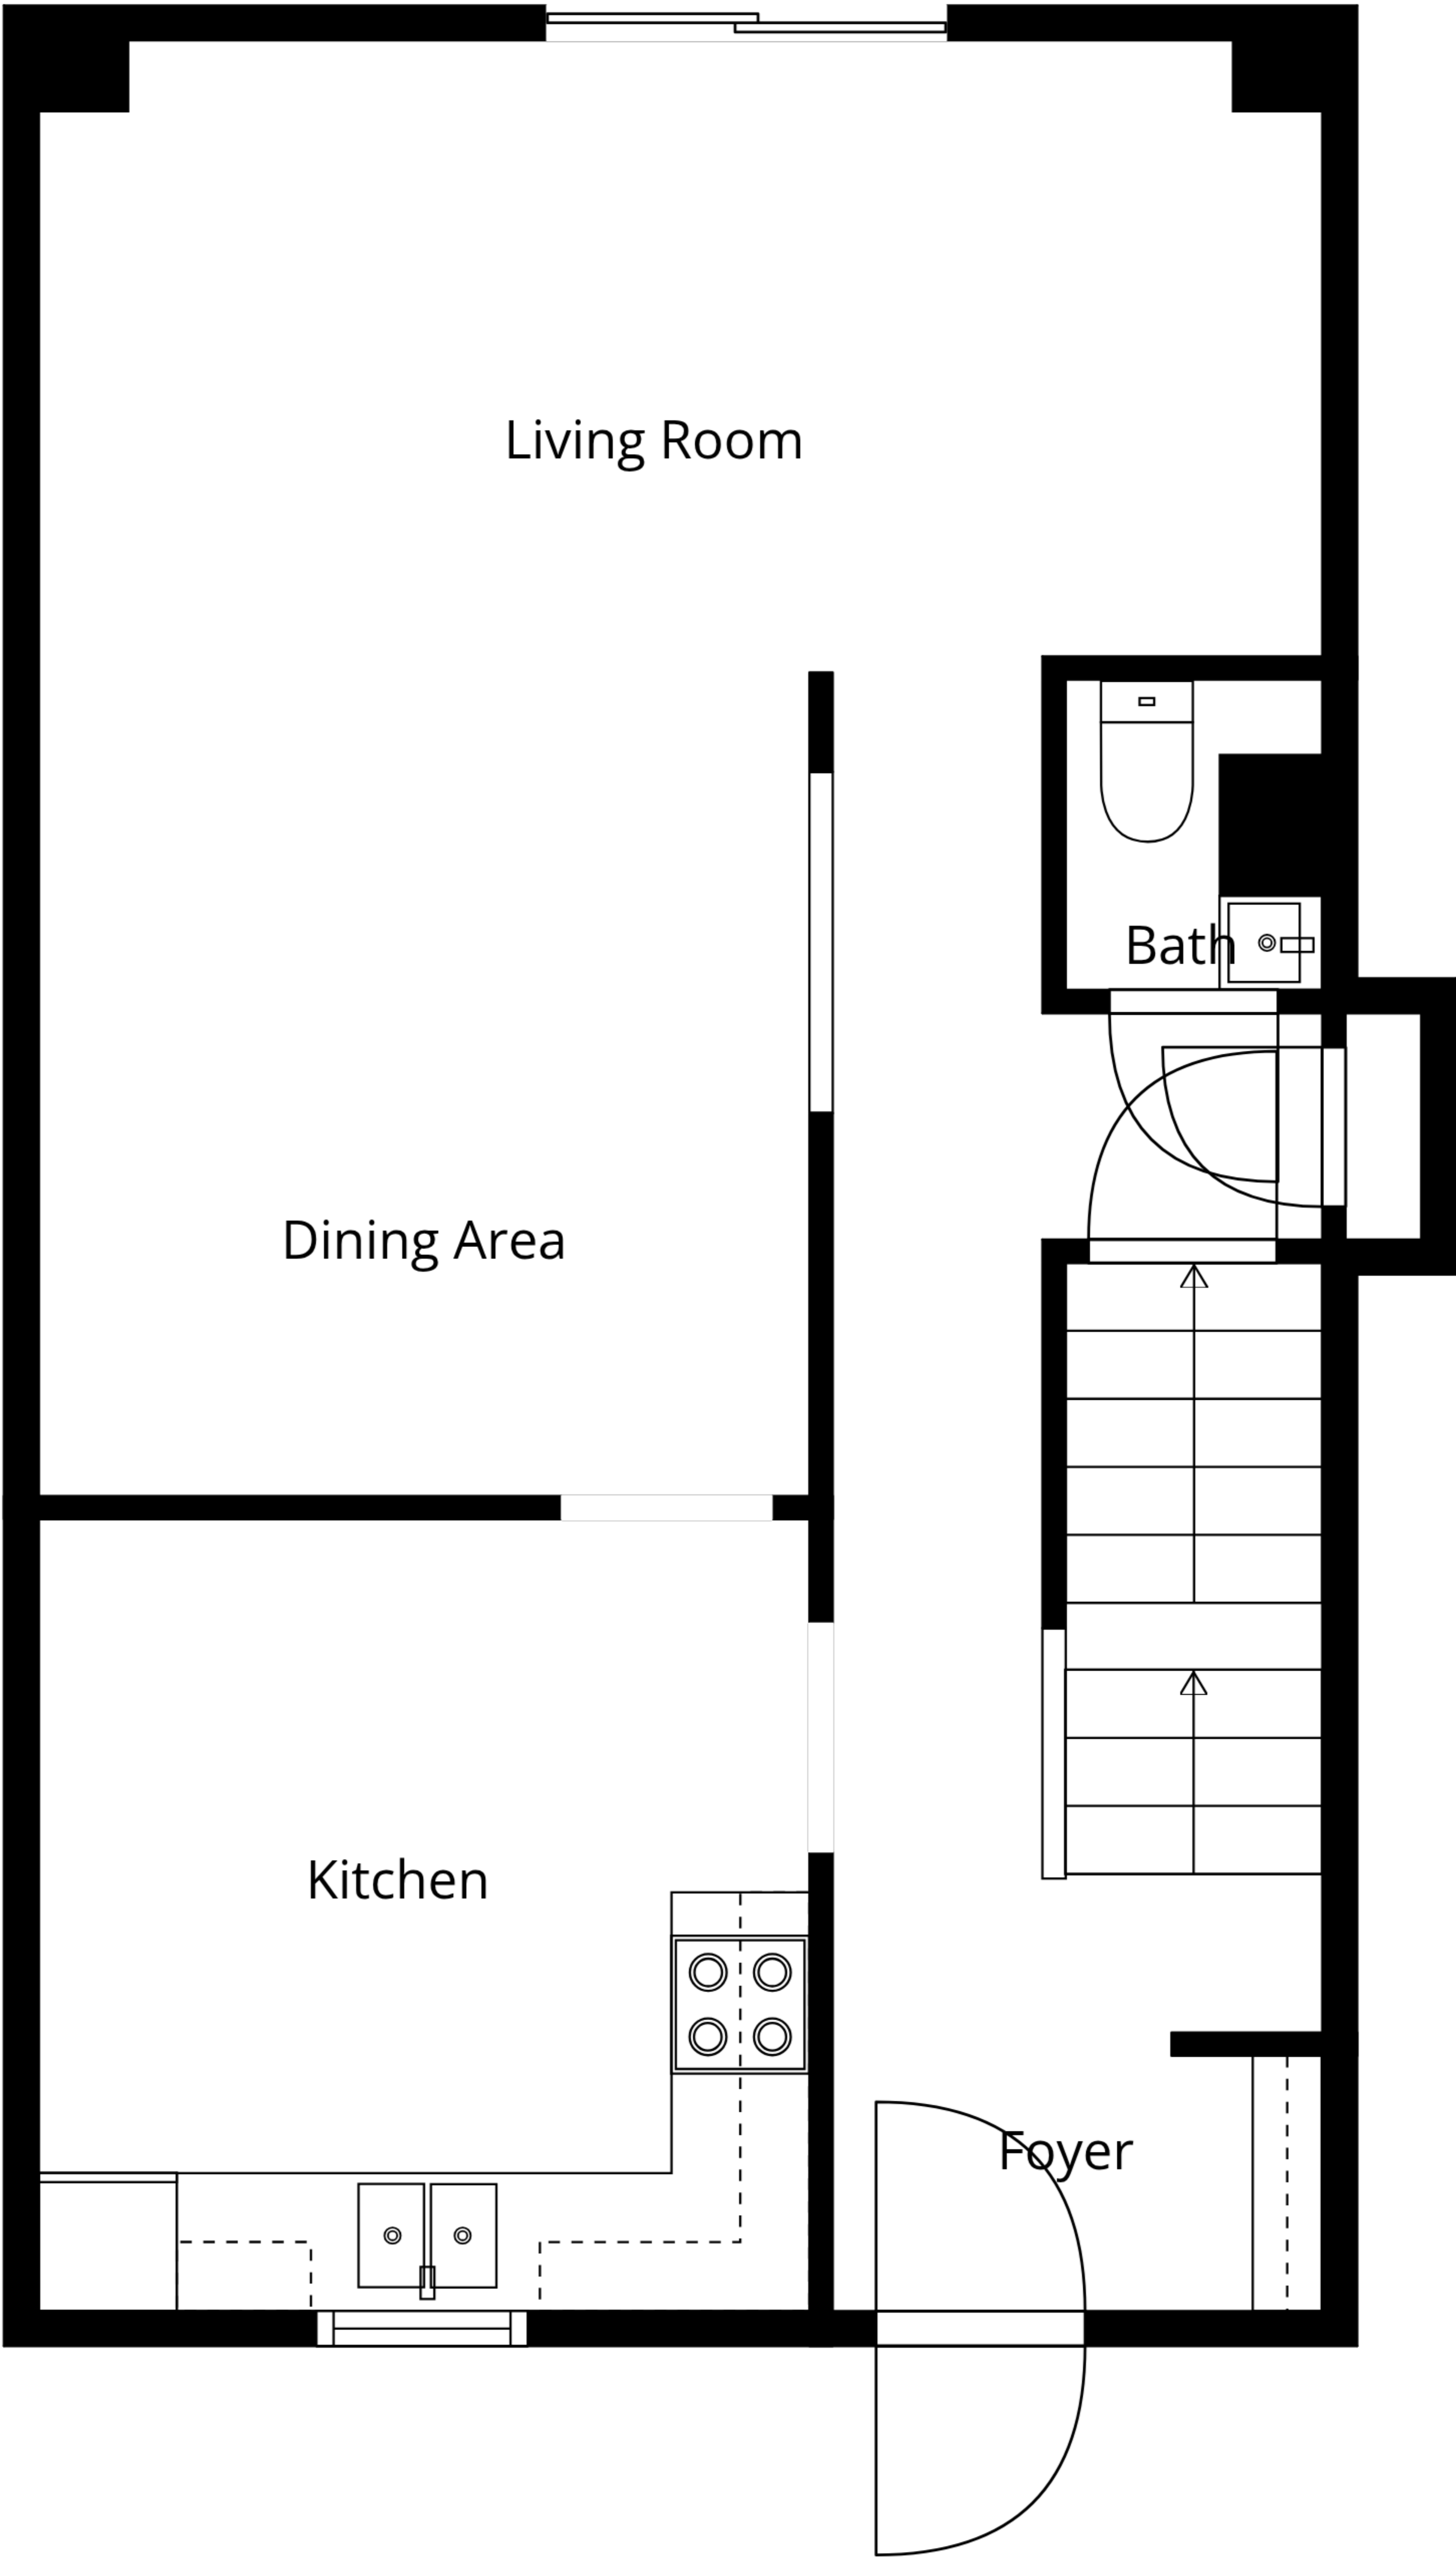 Living Room
Bath
Dining Area
Kitchen
Foyer